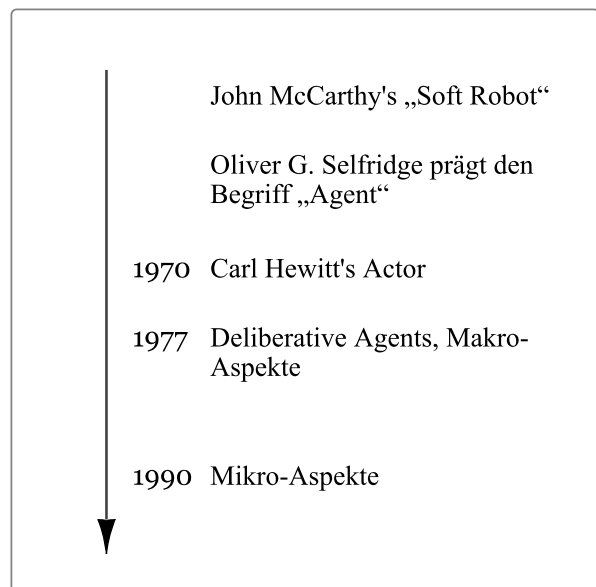 John McCarthy's „Soft Robot“
Oliver G. Selfridge prägt den
Begriff „Agent“
1970 Carl Hewitt's Actor
1977 Deliberative Agents, Makro-
Aspekte
1990 Mikro-Aspekte